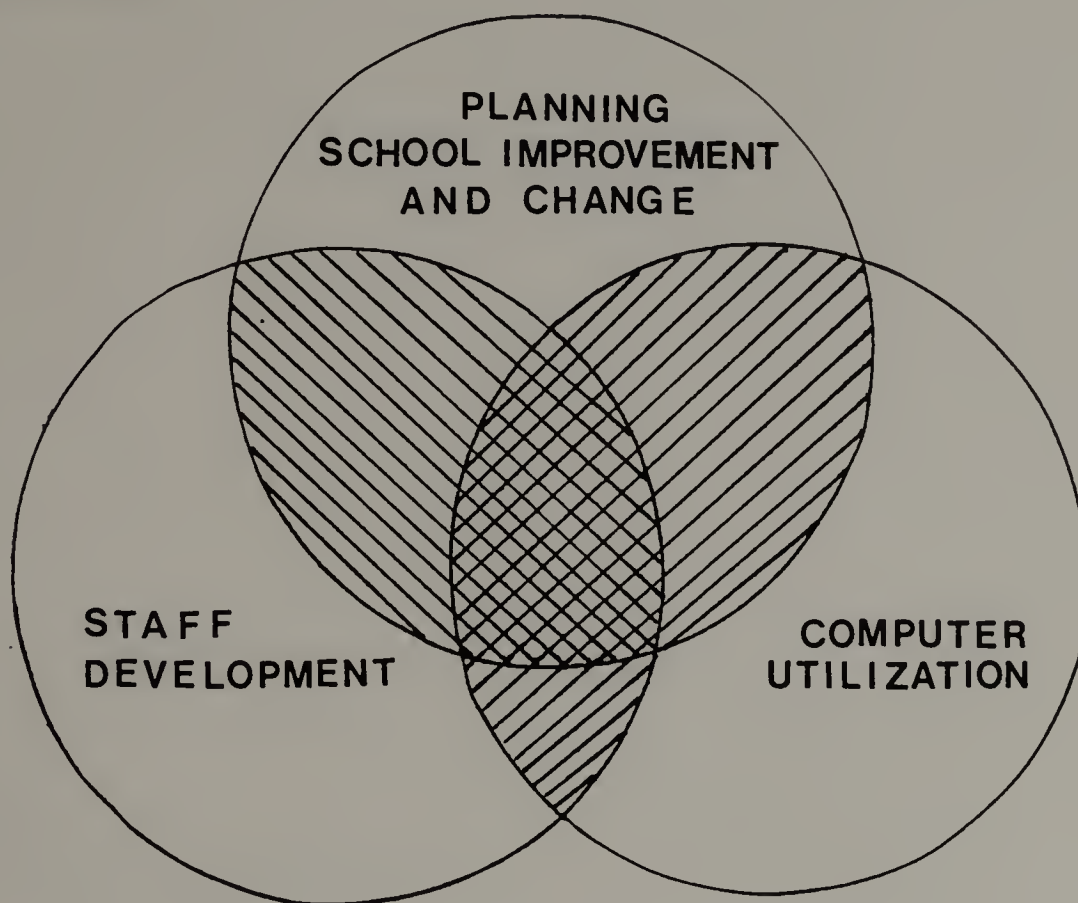 PLANNING
SCHOOL IMPROVEMENT
AND CHANGE
STAFF
DEVELOPMENT
COMPUTER
UTILIZATION